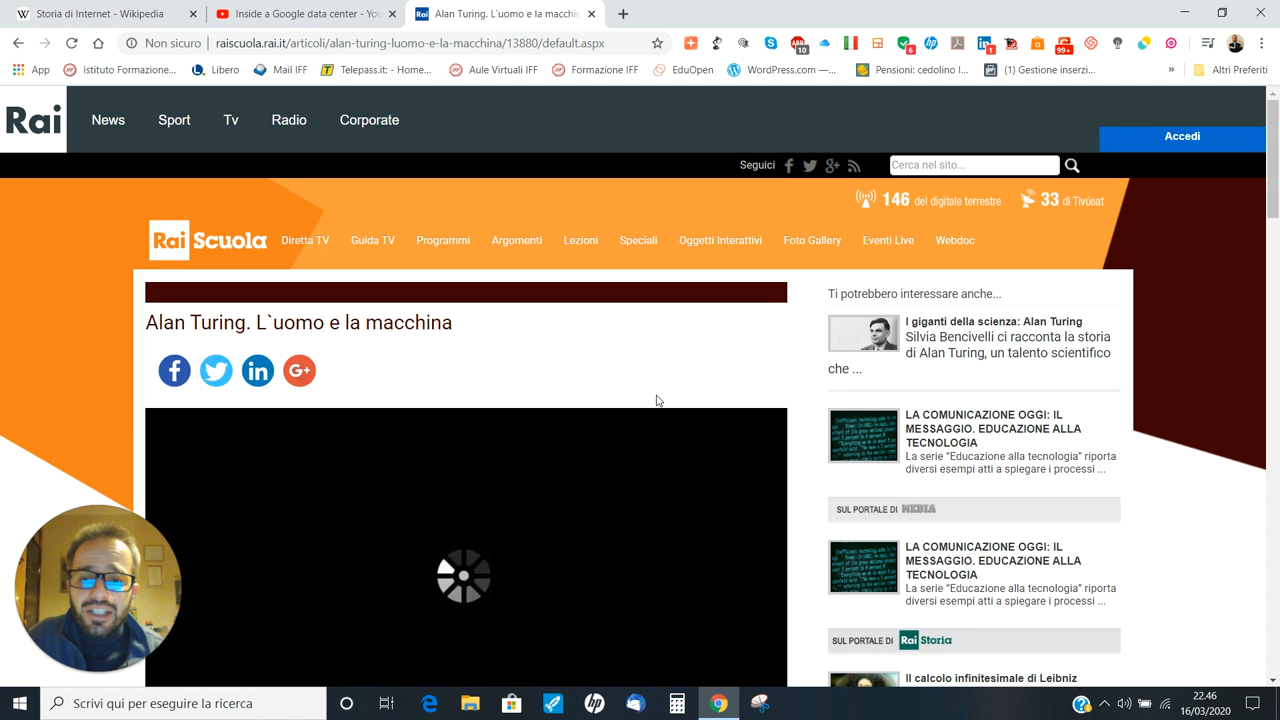 Storia di Internet - Wikipedia
Inside a Google data center - You
Alan Turing. L`uomo e la macchin
Non sicuro
raiscuola.rai.it/articoli/alan-turing-luomo-e-la-macchina/13880/default.aspx
10
6
1
99+
App
Istituto Formazione...
Libero
Mail IFF
Telepass.it: - Home...
Aule Virtuali IFF
Formazione IFF
EduOpen
WordPress.com —...
Pensioni: cedolino I...
(1) Gestione inserzi...
»
Altri Preferiti
Rai
News
Sport
Tv
Radio
Corporate
Accedi
Seguici
Cerca nel sito...
146 del digitale terrestre
33 di Tivùsat
Rai Scuola
Diretta TV
Guida TV
Programmi
Argomenti
Lezioni
Speciali
Oggetti Interattivi
Foto Gallery
Eventi Live
Webdoc
Alan Turing. L`uomo e la macchina
Ti potrebbero interessare anche...
I giganti della scienza: Alan Turing
Silvia Bencivelli ci racconta la storia
di Alan Turing, un talento scientifico
che ...
LA COMUNICAZIONE OGGI: IL
MESSAGGIO. EDUCAZIONE ALLA
TECNOLOGIA
La serie “Educazione alla tecnologia” riporta
diversi esempi atti a spiegare i processi ...
SUL PORTALE DI MEDIA
LA COMUNICAZIONE OGGI: IL
MESSAGGIO. EDUCAZIONE ALLA
TECNOLOGIA
La serie “Educazione alla tecnologia” riporta
diversi esempi atti a spiegare i processi ...
SUL PORTALE DI Rai Storia
Il calcolo infinitesimale di Leibniz
Scrivi qui per eseguire la ricerca
22.46
16/03/2020